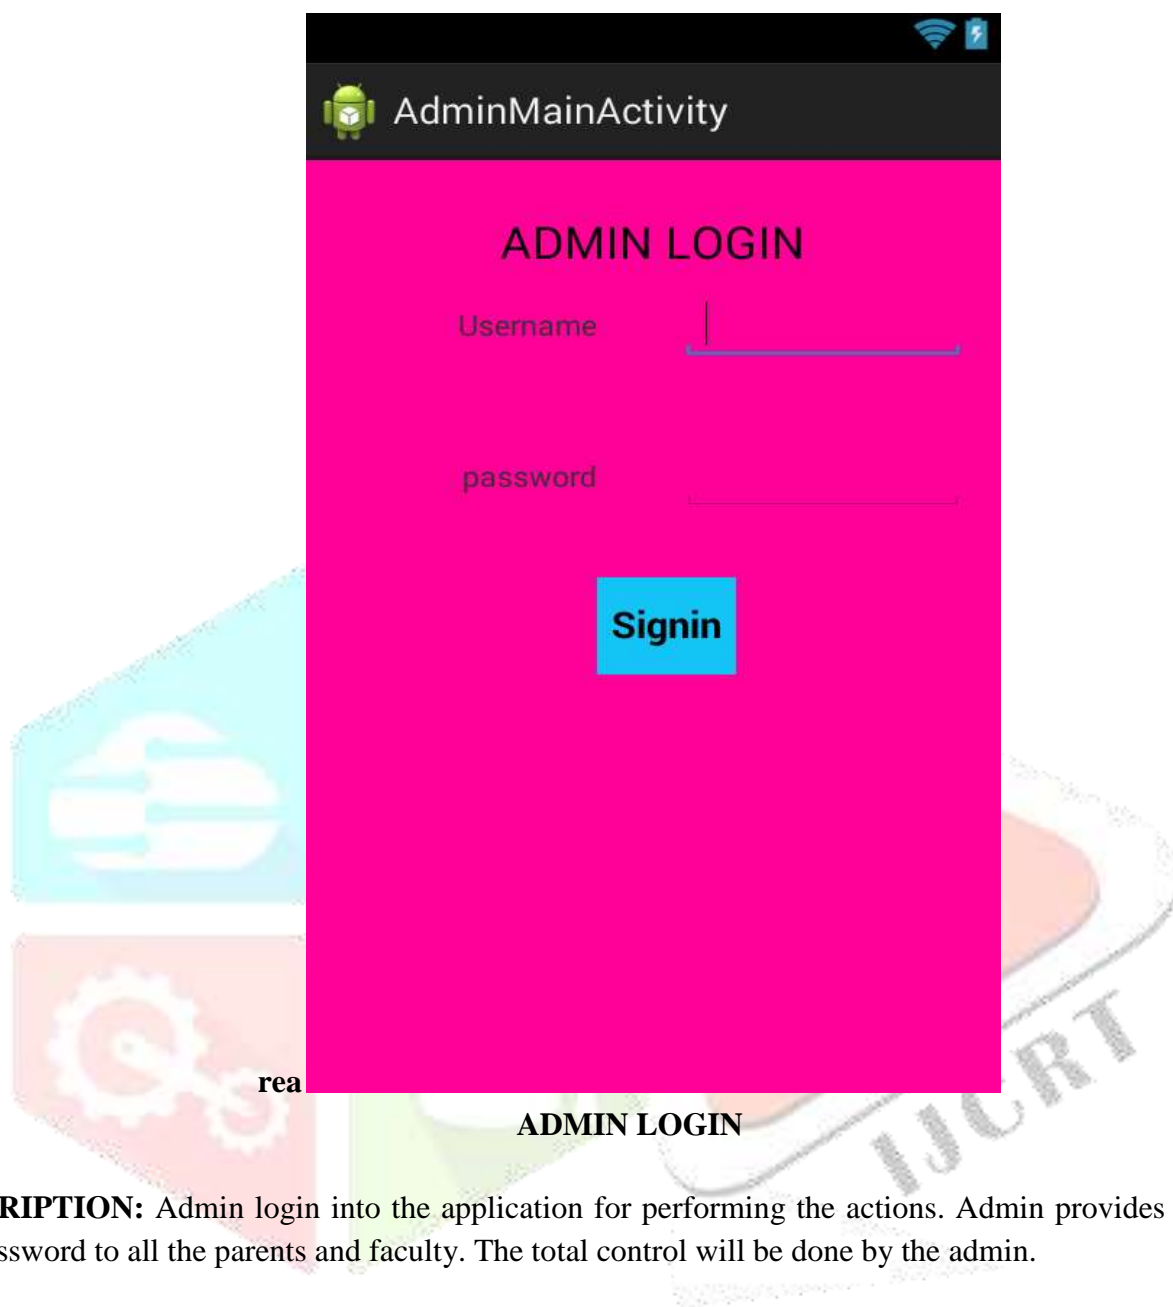 AdminMainActivity
ADMIN LOGIN
Username
password
Signin
rea
ADMIN LOGIN
IJCRT
RIPTION: Admin login into the application for performing the actions. Admin provides
ssword to all the parents and faculty. The total control will be done by the admin.